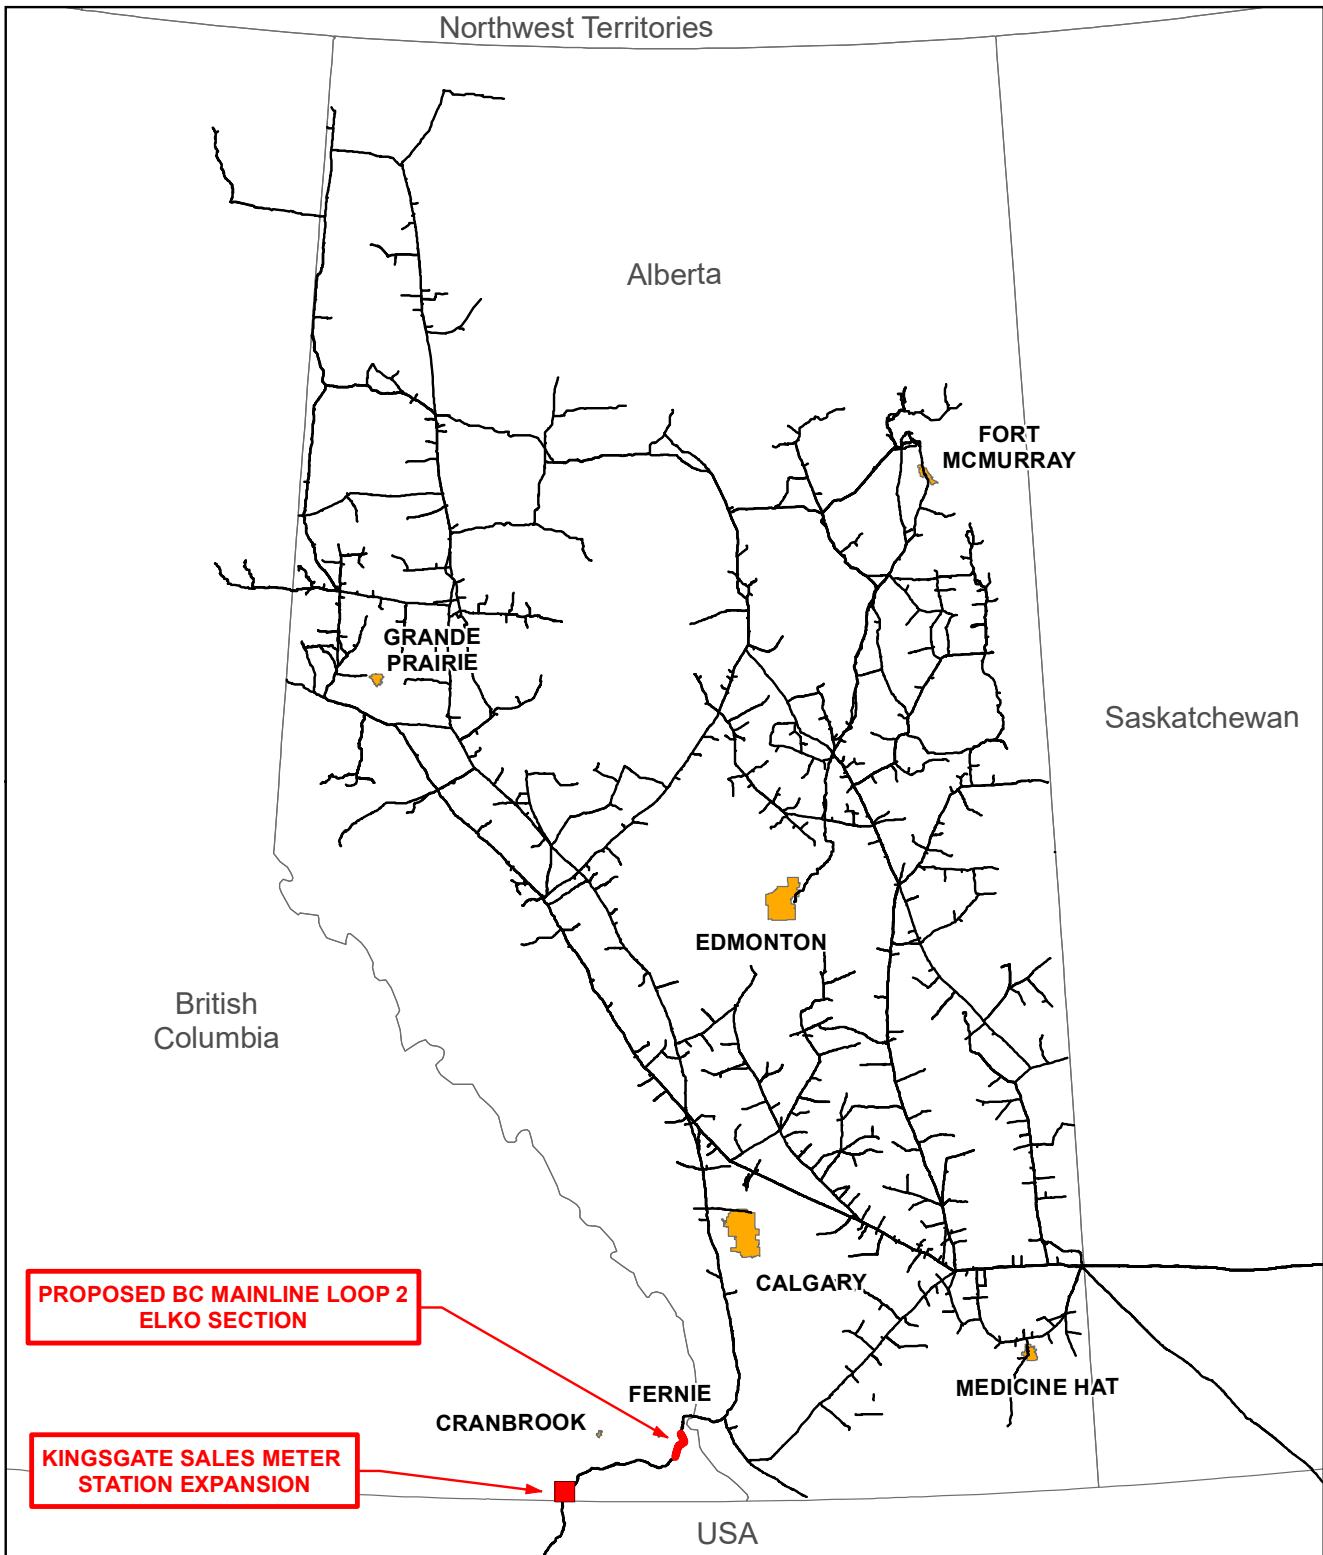 Northwest Territories
Alberta
FORT
MCMURRAY
GRANDE
PRAIRIE
Saskatchewan
EDMONTON
British
Columbia
CALGARY
PROPOSED BC MAINLINE LOOP 2
ELKO SECTION
FERNIE
MEDICINE HAT
CRANBROOK
KINGSGATE SALES METER
STATION EXPANSION
USA